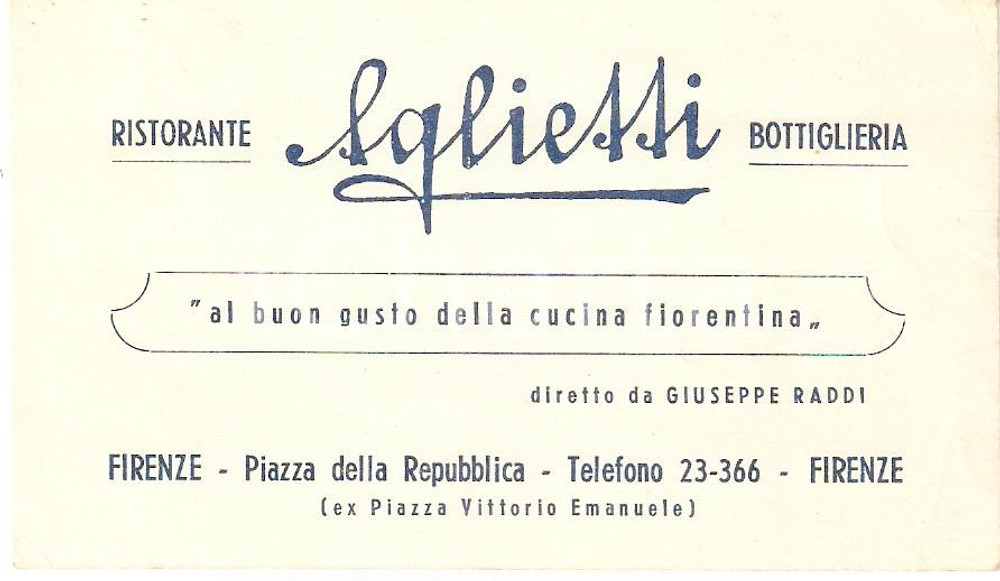 RISTORANTE Aglietti BOTTIGLIERIA
"al buon gusto della cucina fiorentina„
diretto da GIUSEPPE RADDI
FIRENZE - Piazza della Repubblica - Telefono 23-366 - FIRENZE
(ex Piazza Vittorio Emanuele)